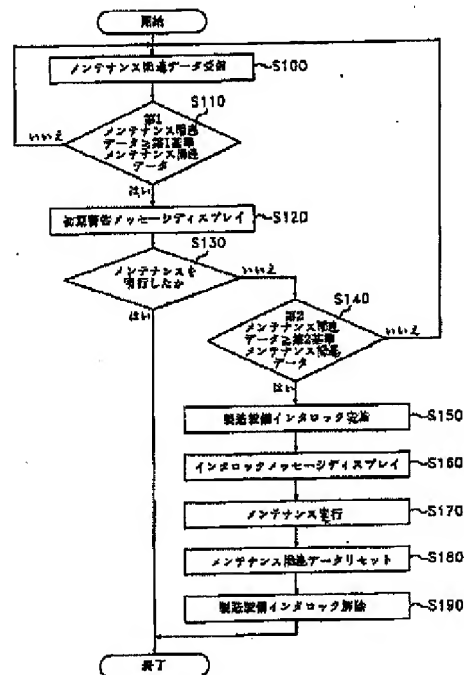 開始
メンテナンス関連データ受信
S100
S110
第1
メンテナンス関連
データ≧第1基準
メンテナンス関連
データ
いいえ
はい
初期警告メッセージディスプレイ
S120
S130
メンテナンスを
実行したか
いいえ
はい
S140
第2
メンテナンス関連
データ≧第2基準
メンテナンス関連
データ
いいえ
はい
製造設備インタロック
S150
インタロックメッセージディスプレイ
S160
メンテナンス実行
S170
メンテナンス関連データリセット
S180
製造設備インタロック解除
S190
終了